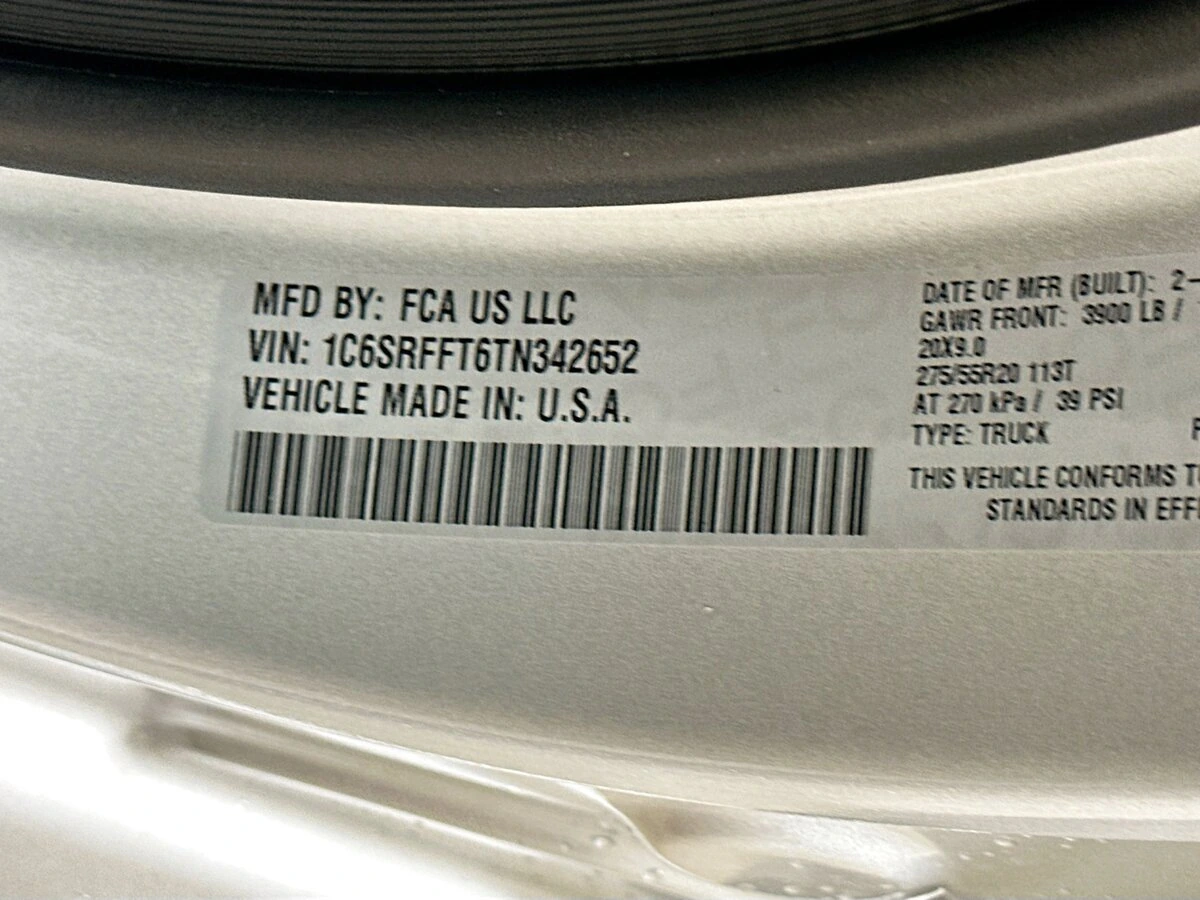 MFD BY: FCA US LLC
VIN: 1C6SRFFT6TN342652
VEHICLE MADE IN: U.S.A.
DATE OF MFR (BUILT): 2-
GAWR FRONT: 3900 LB /
20X9.0
275/55R20 113T
AT 270 kPa / 39 PSI
TYPE: TRUCK
THIS VEHICLE CONFORMS
STANDARDS IN